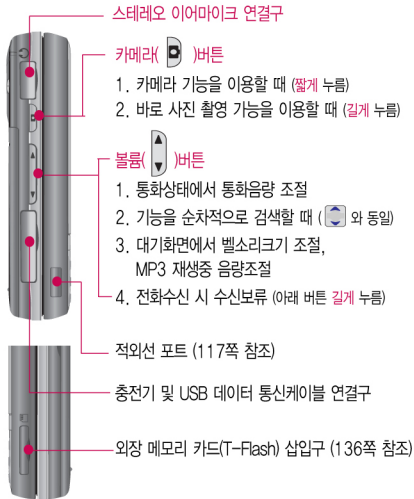 스테레오 이어마이크 연결구
카메라( )버튼
1. 카메라 기능을 이용할 때 (짧게 누름)
2. 바로 사진 촬영 가능을 이용할 때 (길게 누름)
볼륨( )버튼
1. 통화상태에서 통화음량 조절
2. 기능을 순차적으로 검색할 때 ( 와 동일)
3. 대기화면에서 벨소리크기 조절,
MP3 재생중 음량조절
4. 전화수신 시 수신보류 (아래 버튼 길게 누름)
적외선 포트 (117쪽 참조)
충전기 및 USB 데이터 통신케이블 연결구
외장 메모리 카드(T-Flash) 삽입구 (136쪽 참조)